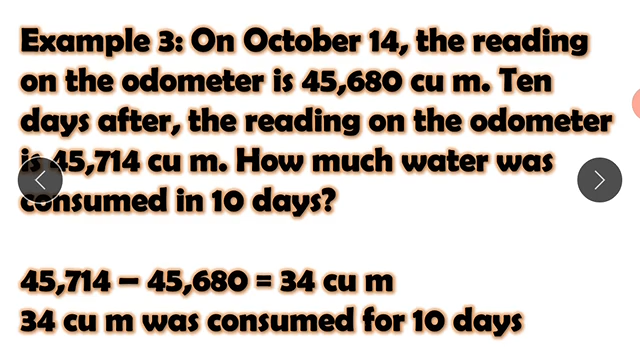 Example 3: On October 14, the reading
on the odometer is 45,680 cu m. Ten
days after, the reading on the odometer
is 45,714 cu m. How much water was
consumed in 10 days?
45,714 – 45,680 = 34 cu m
34 cu m was consumed for 10 days